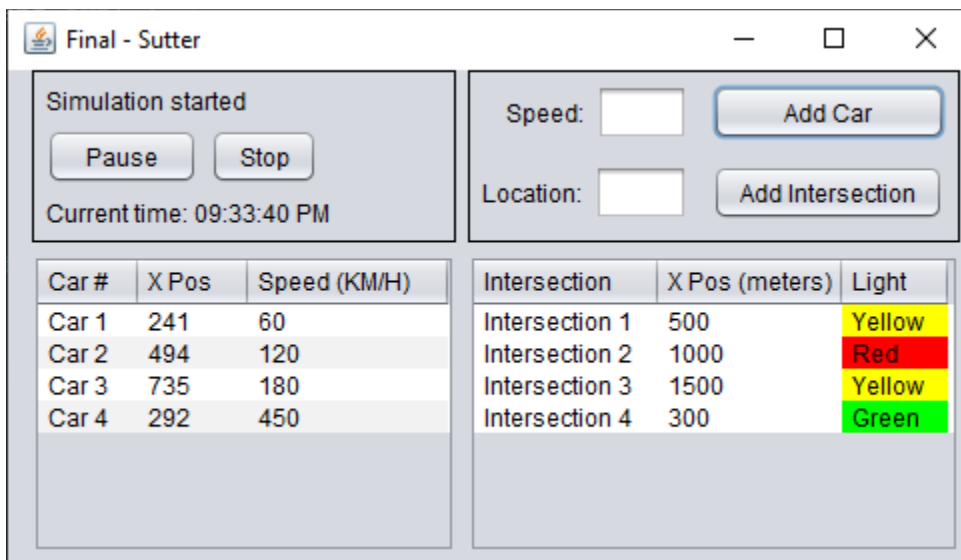 Final - Sutter
Simulation started
Pause Stop
Current time: 09:33:40 PM
Speed: Add Car
Location: Add Intersection
Car # X Pos Speed (KM/H)
Car 1 241 60
Car 2 494 120
Car 3 735 180
Car 4 292 450
Intersection X Pos (meters) Light
Intersection 1 500 Yellow
Intersection 2 1000 Red
Intersection 3 1500 Yellow
Intersection 4 300 Green